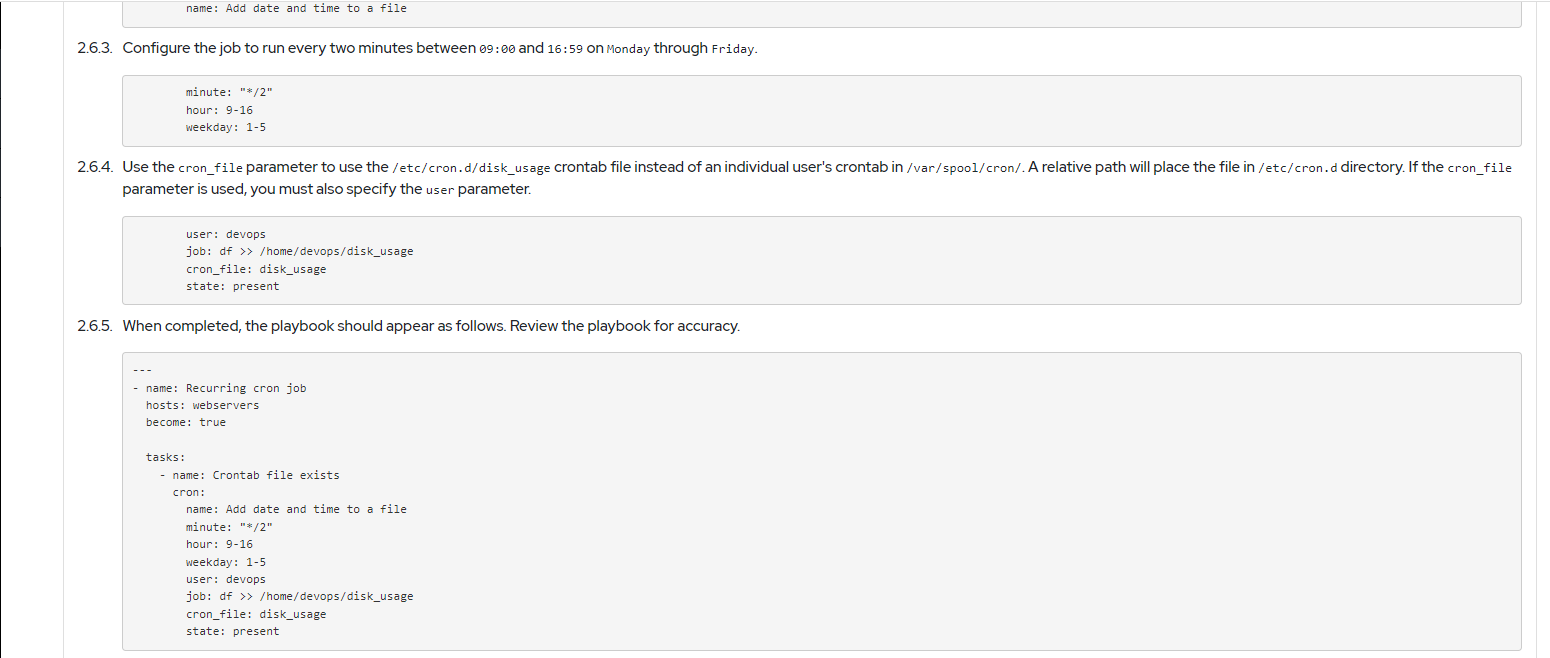 name: Add date and time to a file
2.6.3. Configure the job to run every two minutes between 09:00 and 16:59 on Monday through Friday.
minute: "*/2"
hour: 9-16
weekday: 1-5
2.6.4. Use the cron_file parameter to use the /etc/cron.d/disk_usage crontab file instead of an individual user's crontab in /var/spool/cron/. A relative path will place the file in /etc/cron.d directory. If the cron_file
parameter is used, you must also specify the user parameter.
user: devops
job: df >> /home/devops/disk_usage
cron_file: disk_usage
state: present
2.6.5. When completed, the playbook should appear as follows. Review the playbook for accuracy.
---
- name: Recurring cron job
  hosts: webservers
  become: true

  tasks:
    - name: Crontab file exists
      cron:
        name: Add date and time to a file
        minute: "*/2"
        hour: 9-16
        weekday: 1-5
        user: devops
        job: df >> /home/devops/disk_usage
        cron_file: disk_usage
        state: present